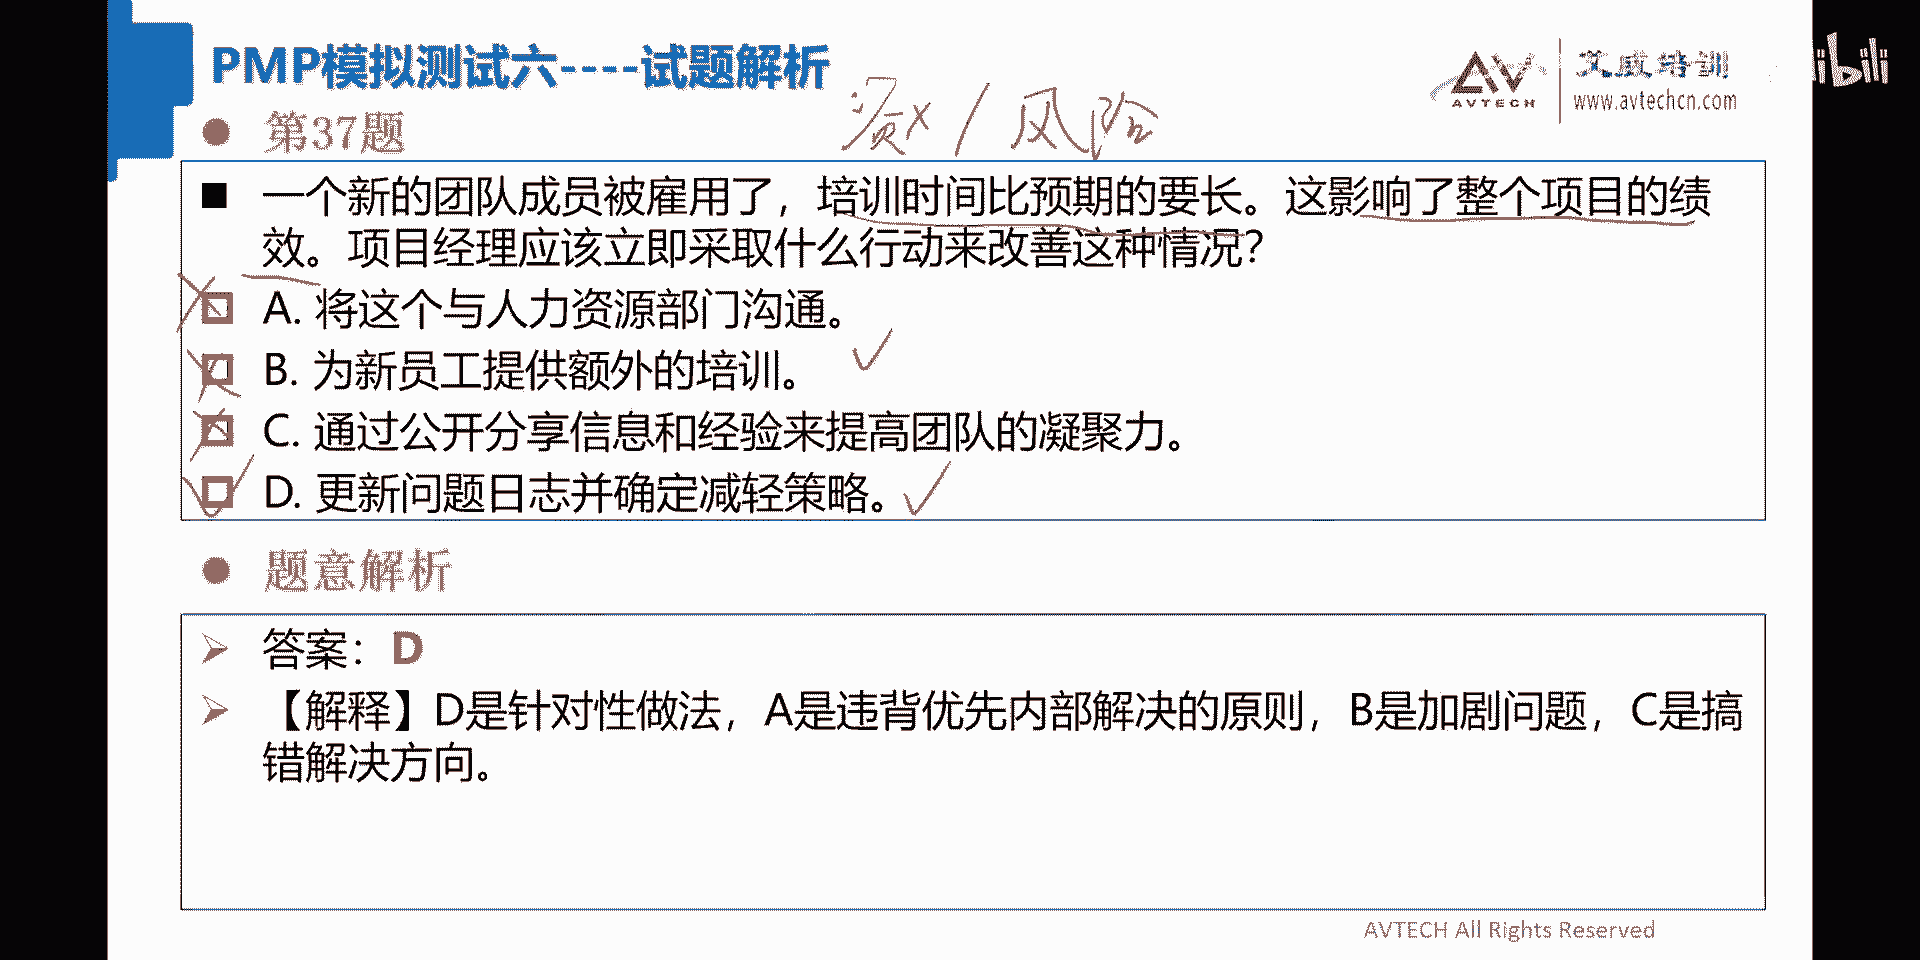 PMP模拟测试六----试题解析
艾威培训
AVTECH
www.avtechcn.com
libili
第37题
资x / 风险
一个新的团队成员被雇用了，培训时间比预期的要长。这影响了整个项目的绩
效。项目经理应该立即采取什么行动来改善这种情况？
A. 将这个与人力资源部门沟通。
B. 为新员工提供额外的培训。
C. 通过公开分享信息和经验来提高团队的凝聚力。
D. 更新问题日志并确定减轻策略。
题意解析
答案：D
【解释】D是针对性做法，A是违背优先内部解决的原则，B是加剧问题，C是搞
错解决方向。
AVTECH All Rights Reserved